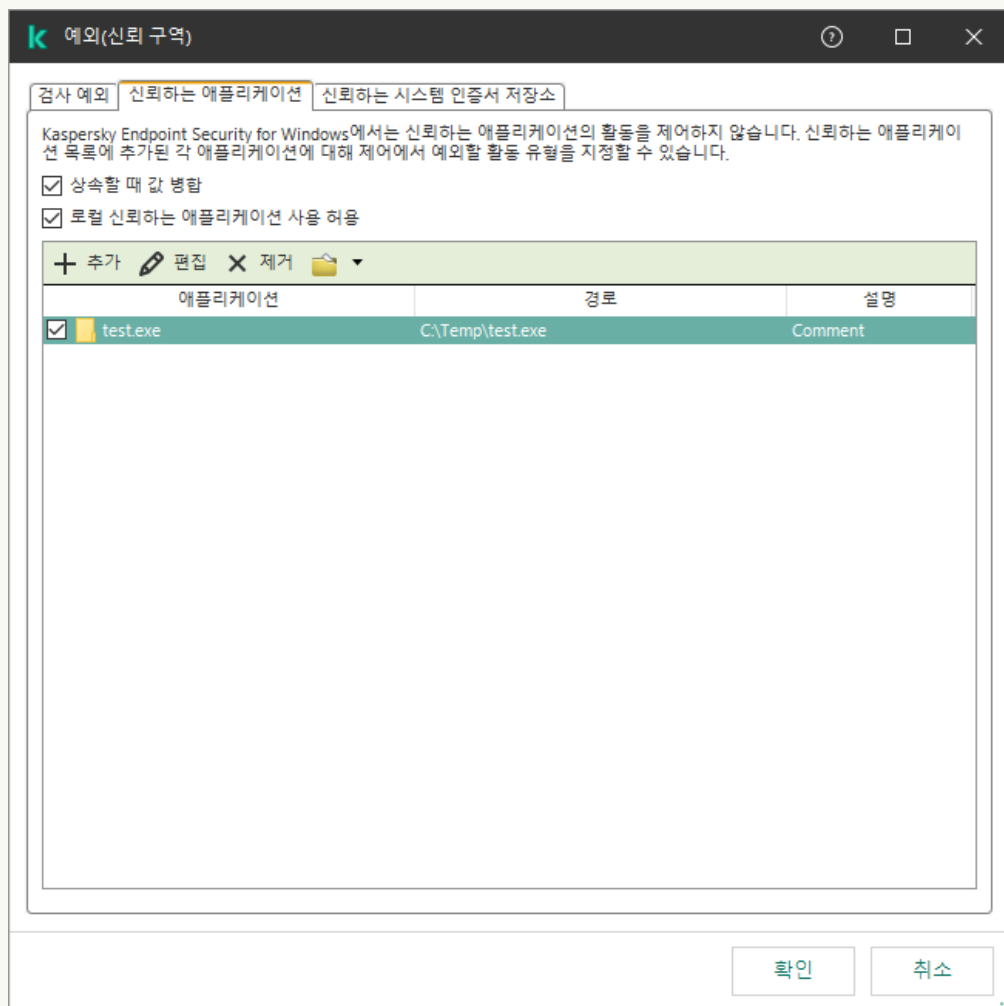 예외(신뢰 구역)
검사 예외 신뢰하는 애플리케이션 신뢰하는 시스템 인증서 저장소
Kaspersky Endpoint Security for Windows에서는 신뢰하는 애플리케이션의 활동을 제어하지 않습니다. 신뢰하는 애플리케이
션 목록에 추가된 각 애플리케이션에 대해 제어에서 예외할 활동 유형을 지정할 수 있습니다.
상속할 때 값 병합
로컬 신뢰하는 애플리케이션 사용 허용
추가 편집 제거
애플리케이션 경로 설명
test.exe C:\Temp\test.exe Comment
확인 취소